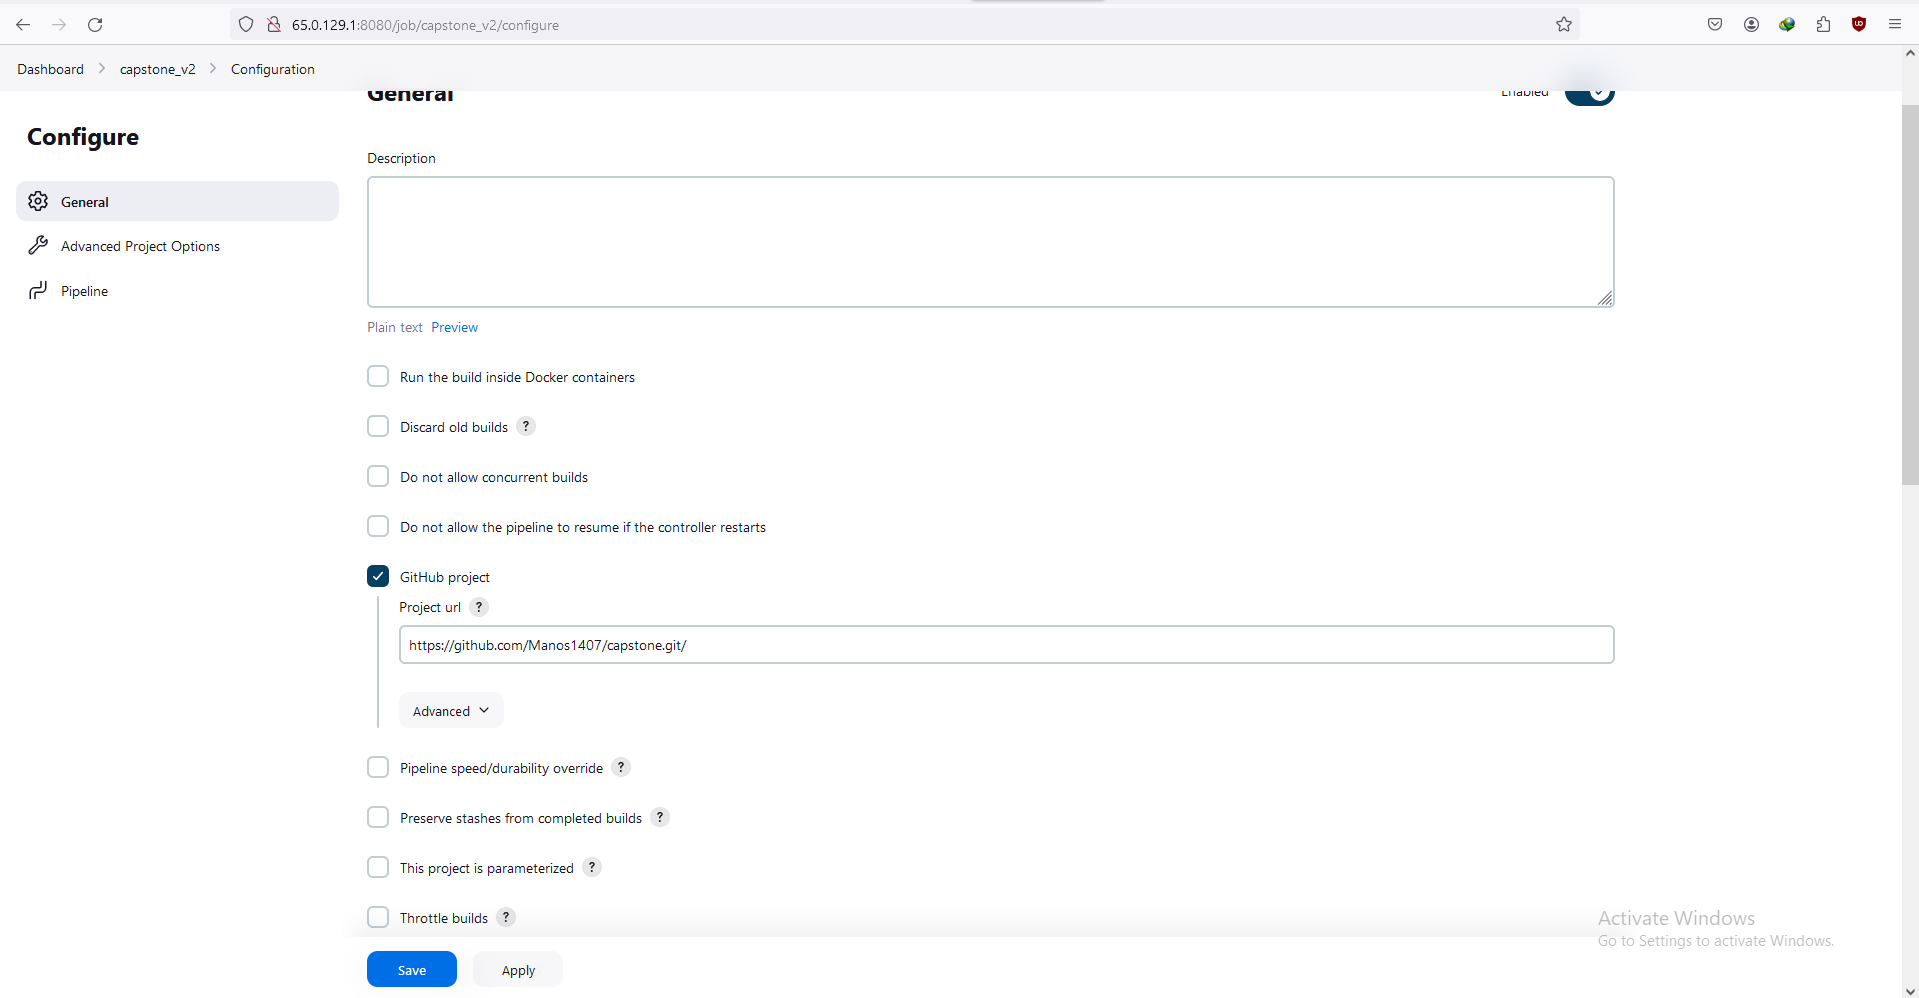 65.0.129.1:8080/job/capstone_v2/configure
Dashboard > capstone_v2 > Configuration
General
Enabled
Configure
Description
General
Advanced Project Options
Pipeline
Plain text Preview
Run the build inside Docker containers
Discard old builds ?
Do not allow concurrent builds
Do not allow the pipeline to resume if the controller restarts
GitHub project
Project url ?
https://github.com/Manos1407/capstone.git/
Advanced
Pipeline speed/durability override ?
Preserve stashes from completed builds ?
This project is parameterized ?
Throttle builds ?
Activate Windows
Go to Settings to activate Windows.
Save Apply